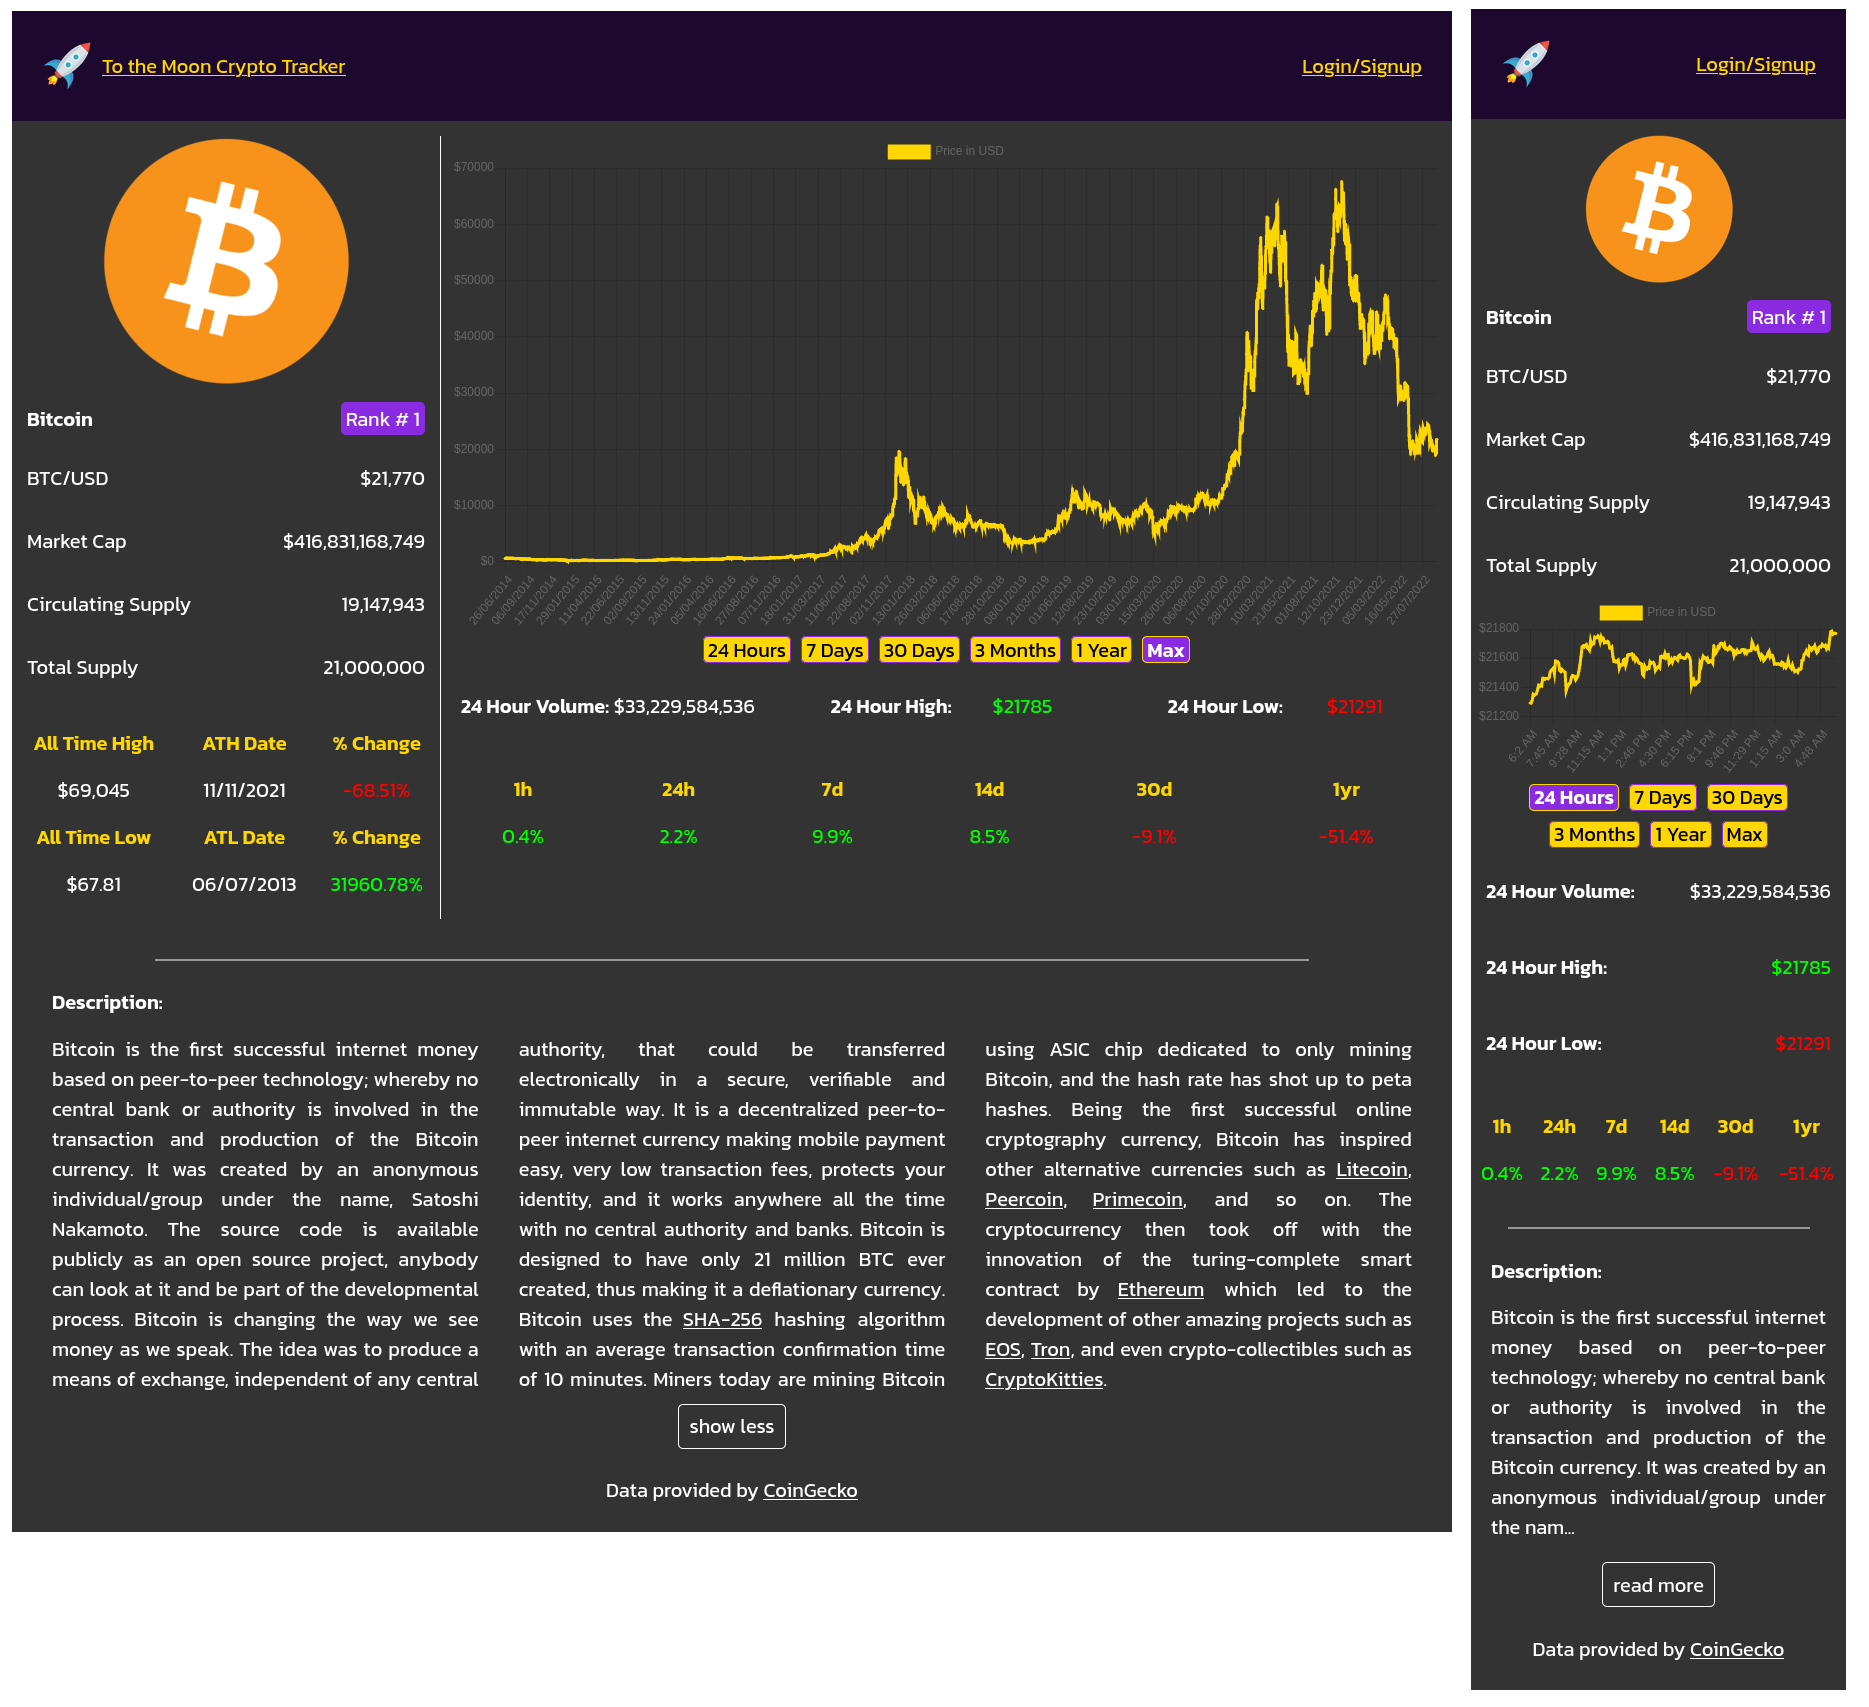 To the Moon Crypto Tracker
Login/Signup
Bitcoin
Rank # 1
BTC/USD
$21,770
Market Cap
$416,831,168,749
Circulating Supply
19,147,943
Total Supply
21,000,000
All Time High ATH Date % Change
$69,045 11/11/2021 -68.51%
All Time Low ATL Date % Change
$67.81 06/07/2013 31960.78%
Price in USD
$70000
$60000
$50000
$40000
$30000
$20000
$10000
$0
26/06/2014
06/09/2014
17/11/2014
29/01/2015
11/04/2015
22/06/2015
02/09/2015
13/11/2015
24/01/2016
05/04/2016
16/06/2016
27/08/2016
07/11/2016
18/01/2017
31/03/2017
11/06/2017
22/08/2017
02/11/2017
13/01/2018
26/03/2018
06/06/2018
17/08/2018
28/10/2018
08/01/2019
21/03/2019
01/06/2019
12/08/2019
23/10/2019
03/01/2020
15/03/2020
26/05/2020
06/08/2020
17/10/2020
28/12/2020
10/03/2021
21/05/2021
01/08/2021
12/10/2021
23/12/2021
05/03/2022
16/05/2022
27/07/2022
24 Hours 7 Days 30 Days 3 Months 1 Year Max
24 Hour Volume: $33,229,584,536 24 Hour High: $21785 24 Hour Low: $21291
1h 24h 7d 14d 30d 1yr
0.4% 2.2% 9.9% 8.5% -9.1% -51.4%
Description:
Bitcoin is the first successful internet money
based on peer-to-peer technology; whereby no
central bank or authority is involved in the
transaction and production of the Bitcoin
currency. It was created by an anonymous
individual/group under the name, Satoshi
Nakamoto. The source code is available
publicly as an open source project, anybody
can look at it and be part of the developmental
process. Bitcoin is changing the way we see
money as we speak. The idea was to produce a
means of exchange, independent of any central
authority, that could be transferred
electronically in a secure, verifiable and
immutable way. It is a decentralized peer-to-
peer internet currency making mobile payment
easy, very low transaction fees, protects your
identity, and it works anywhere all the time
with no central authority and banks. Bitcoin is
designed to have only 21 million BTC ever
created, thus making it a deflationary currency.
Bitcoin uses the SHA-256 hashing algorithm
with an average transaction confirmation time
of 10 minutes. Miners today are mining Bitcoin
using ASIC chip dedicated to only mining
Bitcoin, and the hash rate has shot up to peta
hashes. Being the first successful online
cryptography currency, Bitcoin has inspired
other alternative currencies such as Litecoin,
Peercoin, Primecoin, and so on. The
cryptocurrency then took off with the
innovation of the turing-complete smart
contract by Ethereum which led to the
development of other amazing projects such as
EOS, Tron, and even crypto-collectibles such as
CryptoKitties.
show less
Data provided by CoinGecko
Login/Signup
Bitcoin
Rank # 1
BTC/USD
$21,770
Market Cap
$416,831,168,749
Circulating Supply
19,147,943
Total Supply
21,000,000
Price in USD
$21800
$21600
$21400
$21200
6:2 AM
7:45 AM
9:28 AM
11:15 AM
1:1 PM
2:46 PM
4:30 PM
6:15 PM
8:1 PM
9:46 PM
11:29 PM
1:15 AM
3:0 AM
4:48 AM
24 Hours 7 Days 30 Days
3 Months 1 Year Max
24 Hour Volume: $33,229,584,536
24 Hour High: $21785
24 Hour Low: $21291
1h 24h 7d 14d 30d 1yr
0.4% 2.2% 9.9% 8.5% -9.1% -51.4%
Description:
Bitcoin is the first successful internet
money based on peer-to-peer
technology; whereby no central bank
or authority is involved in the
transaction and production of the
Bitcoin currency. It was created by an
anonymous individual/group under
the nam...
read more
Data provided by CoinGecko